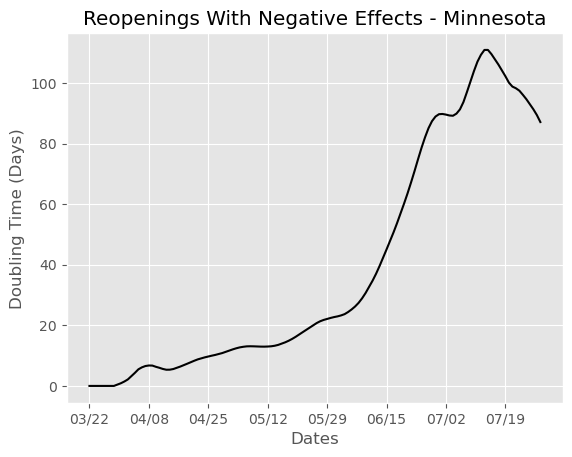 Reopenings With Negative Effects - Minnesota
Doubling Time (Days)
100
80
60
40
20
0
03/22 04/08 04/25 05/12 05/29 06/15 07/02 07/19
Dates